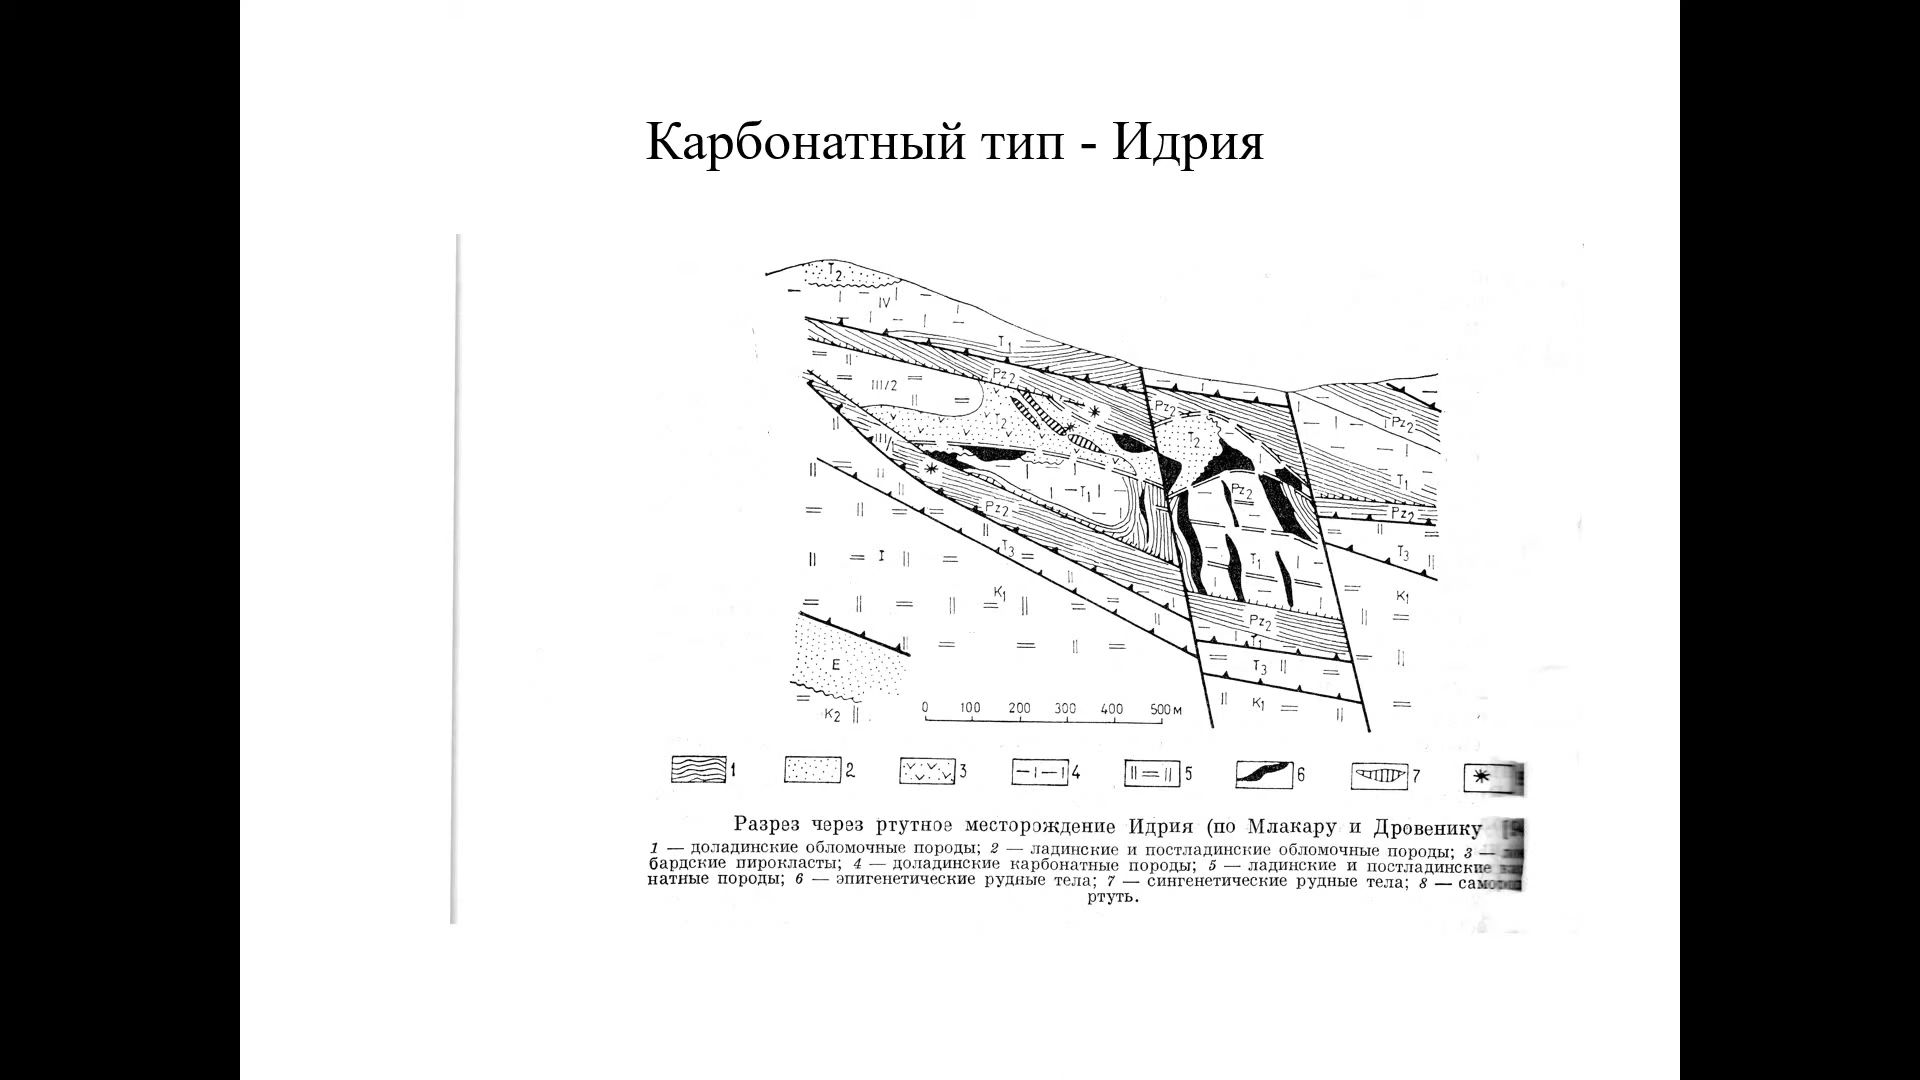 Карбонатный тип - Идрия
T2
IV
T1
Pz2
III/2
T2
Pz2
T2
Pz2
T1
III/1
T1
Pz2
Pz2
Pz2
T3
T3
I
T1
K1
K1
Pz2
T1
E
T3
K2
K1
0 100 200 300 400 500м
1 2 3 4 5 6 7
Разрез через ртутное месторождение Идрия (по Млакару и Дровенику
1 — доладинские обломочные породы; 2 — ладинские и постладинские обломочные породы; 3 —
бардские пирокласты; 4 — доладинские карбонатные породы; 5 — ладинские и постладинские
натные породы; 6 — эпигенетические рудные тела; 7 — сингенетические рудные тела; 8 —
ртуть.